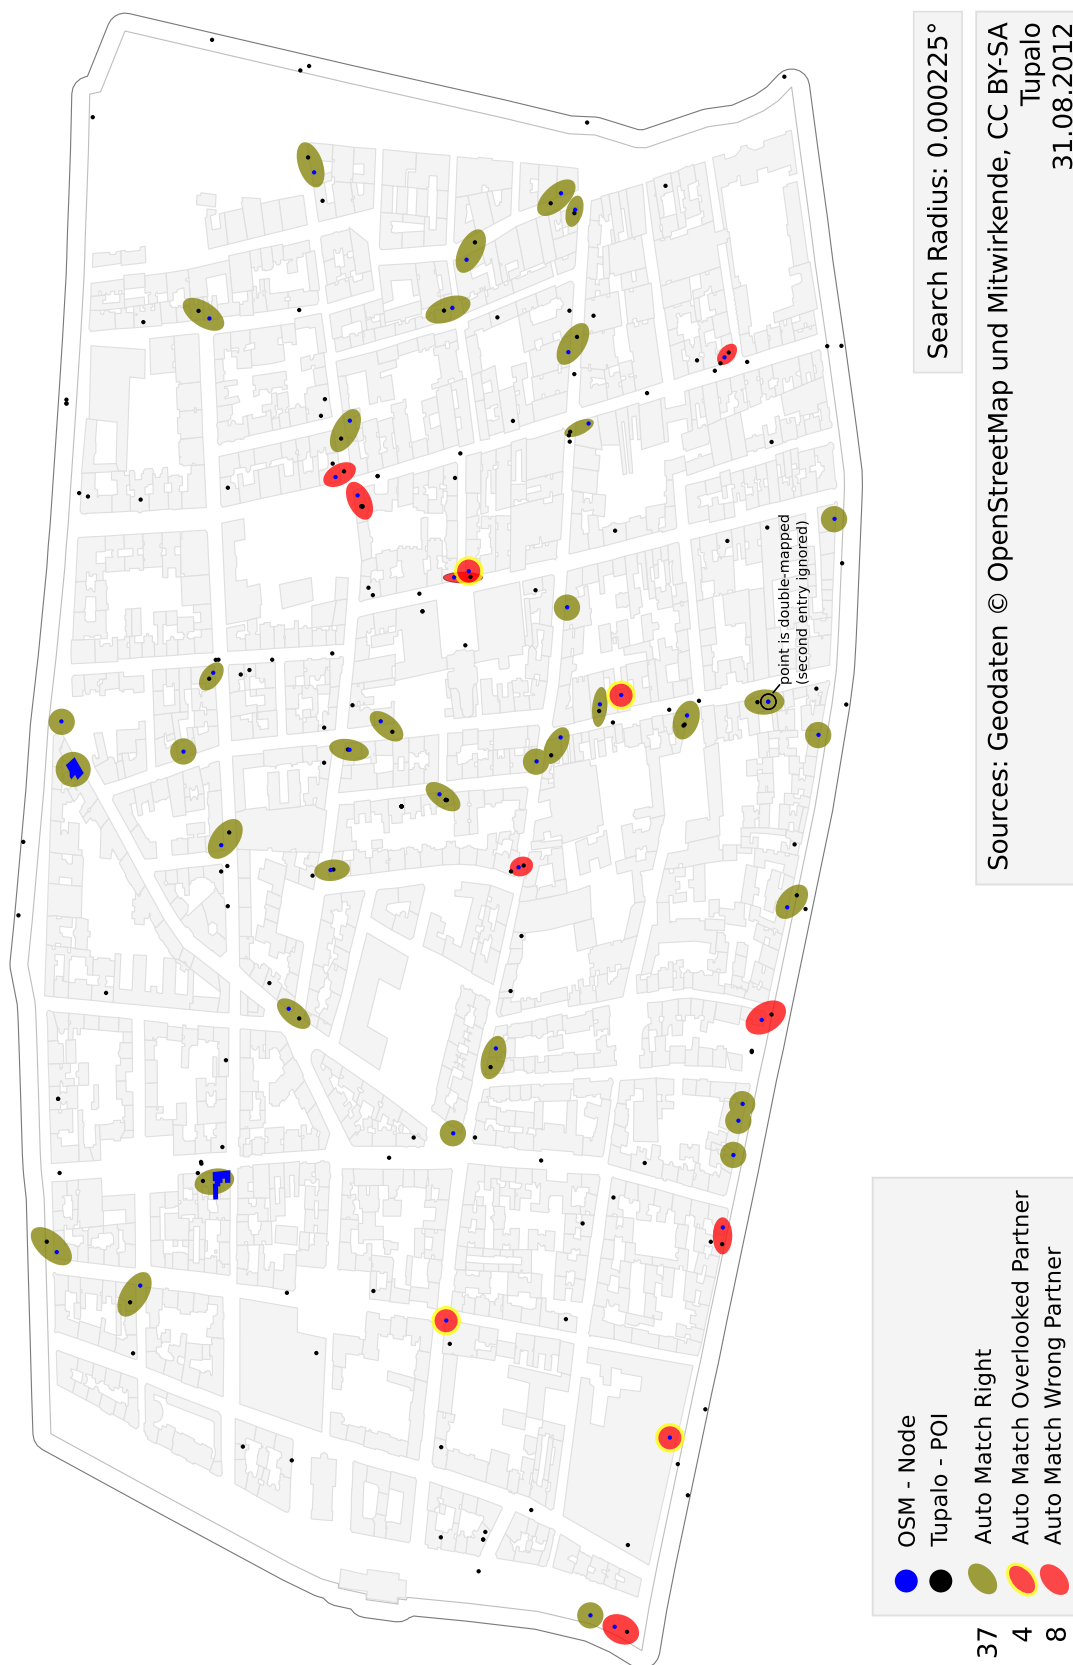 Search Radius: 0.000225°
Sources: Geodaten © OpenStreetMap und Mitwirkende, CC BY-SA
Tupalo
31.08.2012
point is double-mapped
(second entry ignored)
OSM - Node
Tupalo - POI
37 Auto Match Right
4 Auto Match Overlooked Partner
8 Auto Match Wrong Partner